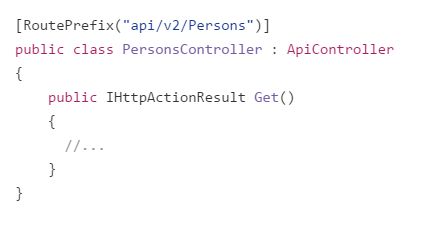 [RoutePrefix("api/v2/Persons")]
public class PersonsController : ApiController
{
    public IHttpActionResult Get()
    {
      //...
    }
}